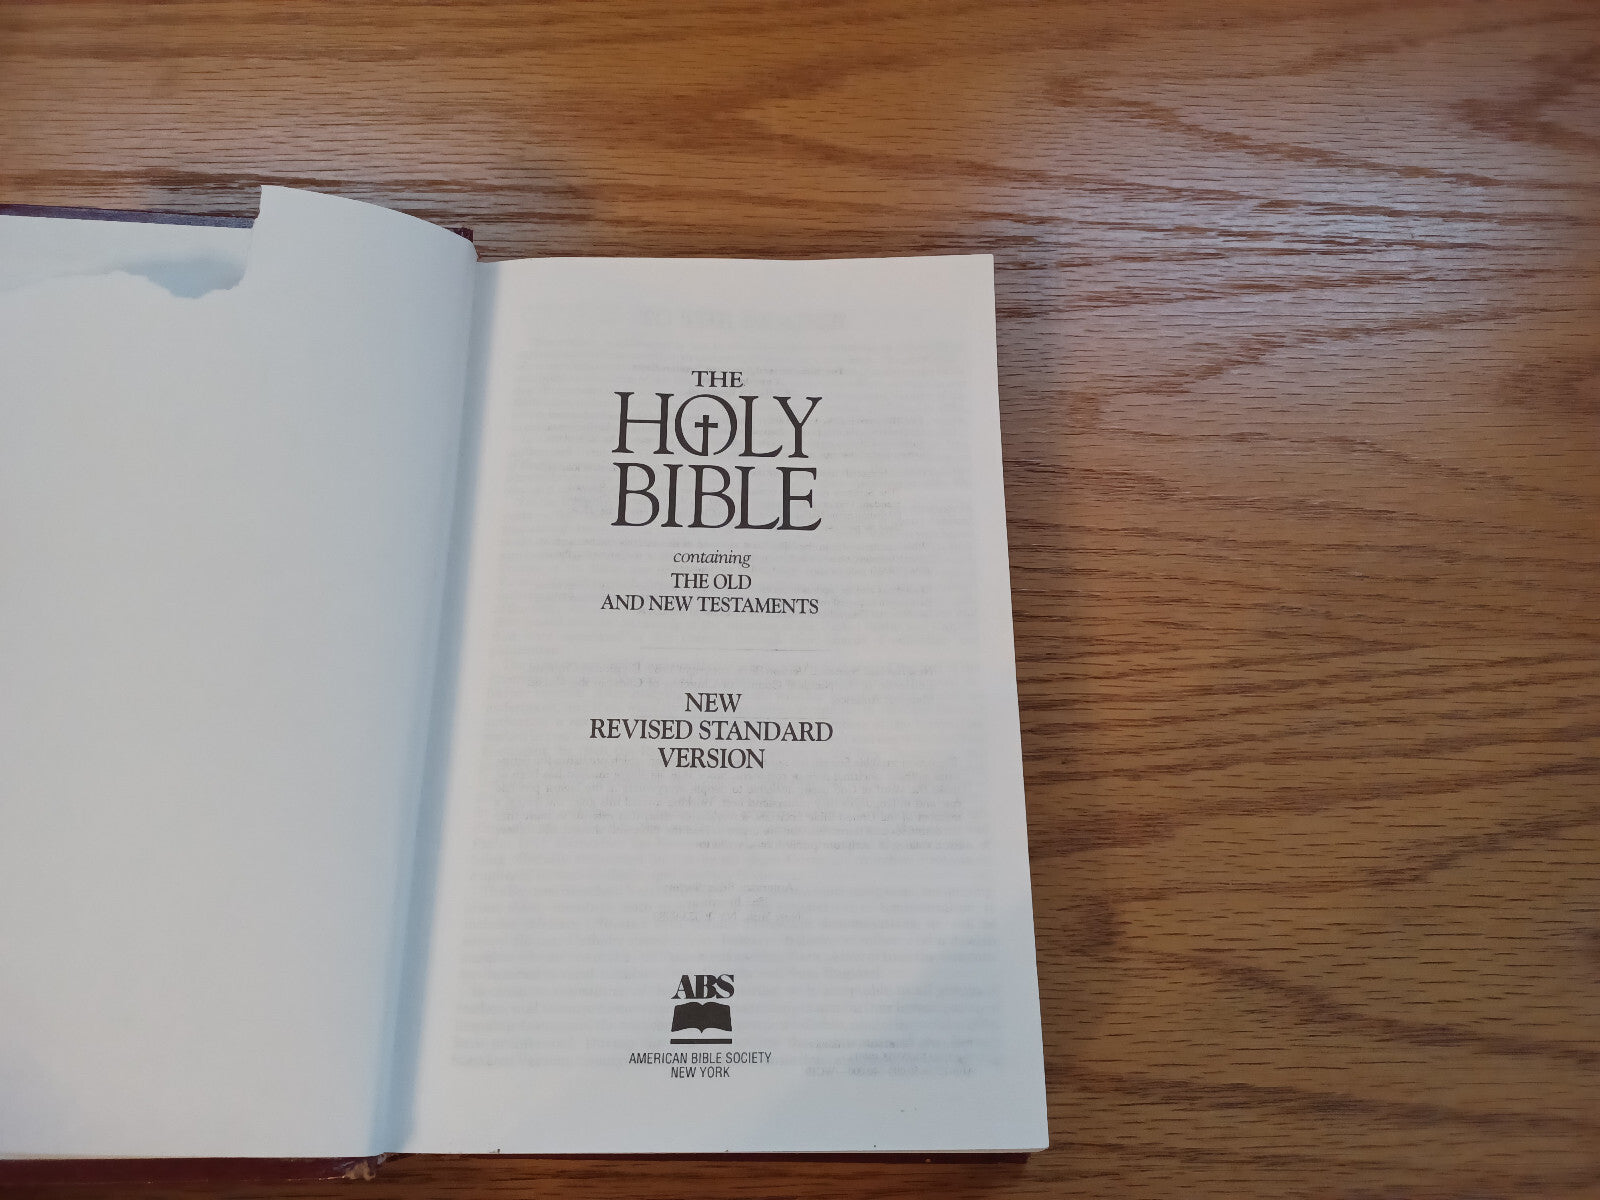 THE
HOLY
BIBLE
containing
THE OLD
AND NEW TESTAMENTS
NEW
REVISED STANDARD
VERSION
ABS
AMERICAN BIBLE SOCIETY
NEW YORK